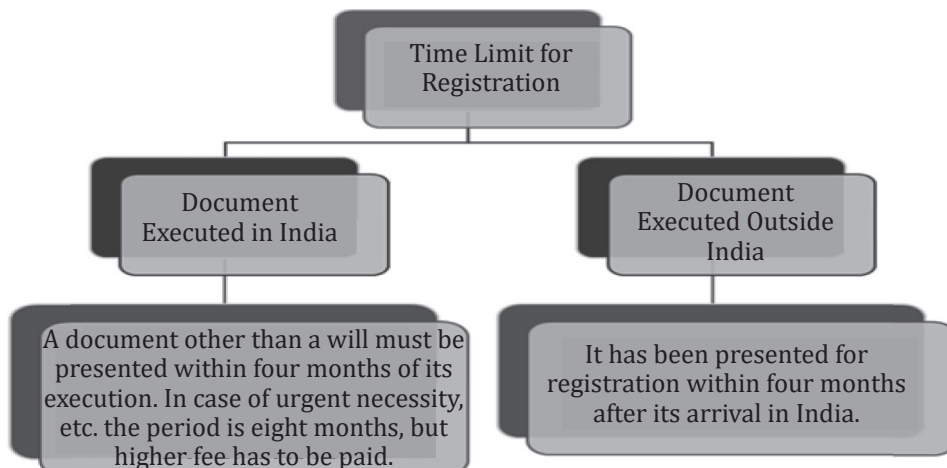 Time Limit for
Registration
Document
Executed in India
Document
Executed Outside
India
A document other than a will must be
presented within four months of its
execution. In case of urgent necessity,
etc. the period is eight months, but
higher fee has to be paid.
It has been presented for
registration within four months
after its arrival in India.